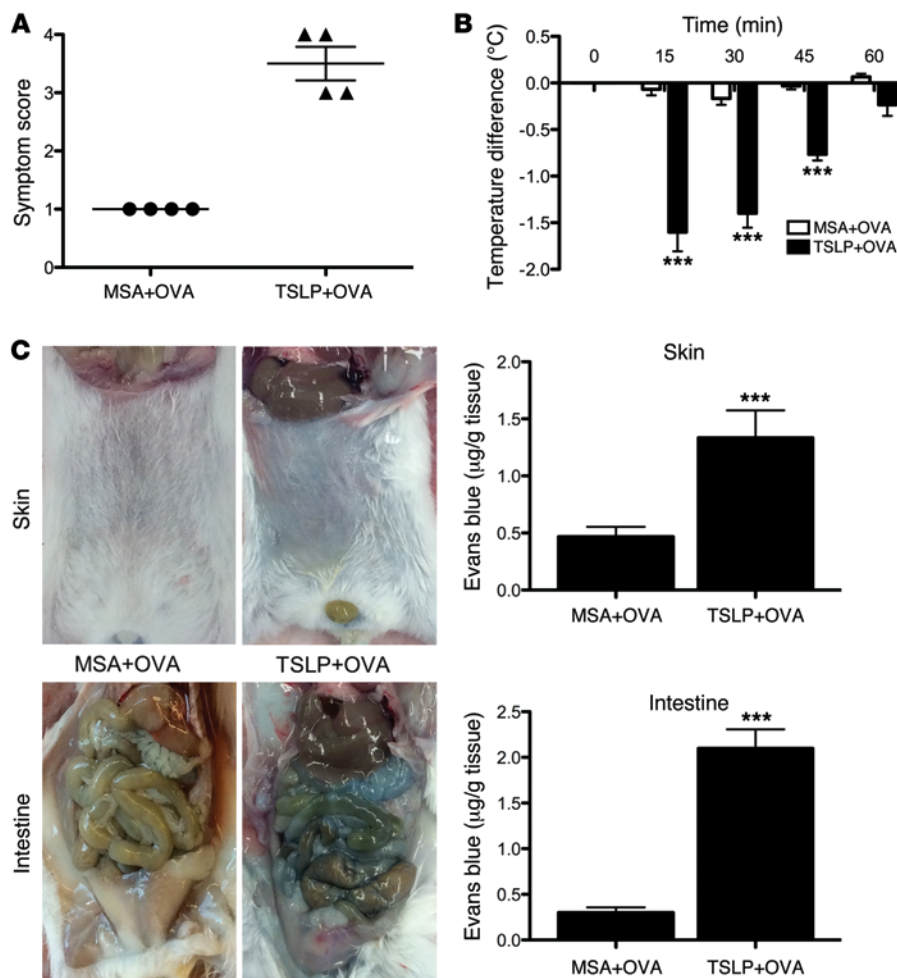 A
Symptom score
4
3
2
1
0
MSA+OVA TSLP+OVA
B
Time (min)
0 15 30 45 60
Temperature difference (°C)
0.5
0.0
-0.5
-1.0
-1.5
-2.0
***
***
***
MSA+OVA
TSLP+OVA
C
Skin
MSA+OVA TSLP+OVA
Intestine
Skin
Evans blue (µg/g tissue)
2.0
1.5
1.0
0.5
0.0
***
MSA+OVA TSLP+OVA
Intestine
Evans blue (µg/g tissue)
2.5
2.0
1.5
1.0
0.5
0.0
***
MSA+OVA TSLP+OVA